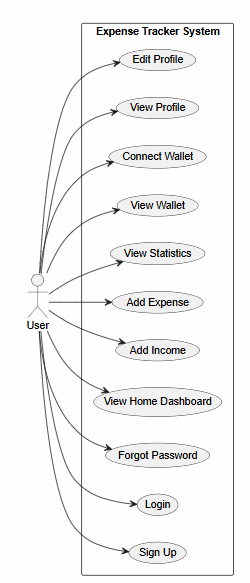 Expense Tracker System
Edit Profile
View Profile
Connect Wallet
View Wallet
View Statistics
Add Expense
User
Add Income
View Home Dashboard
Forgot Password
Login
Sign Up